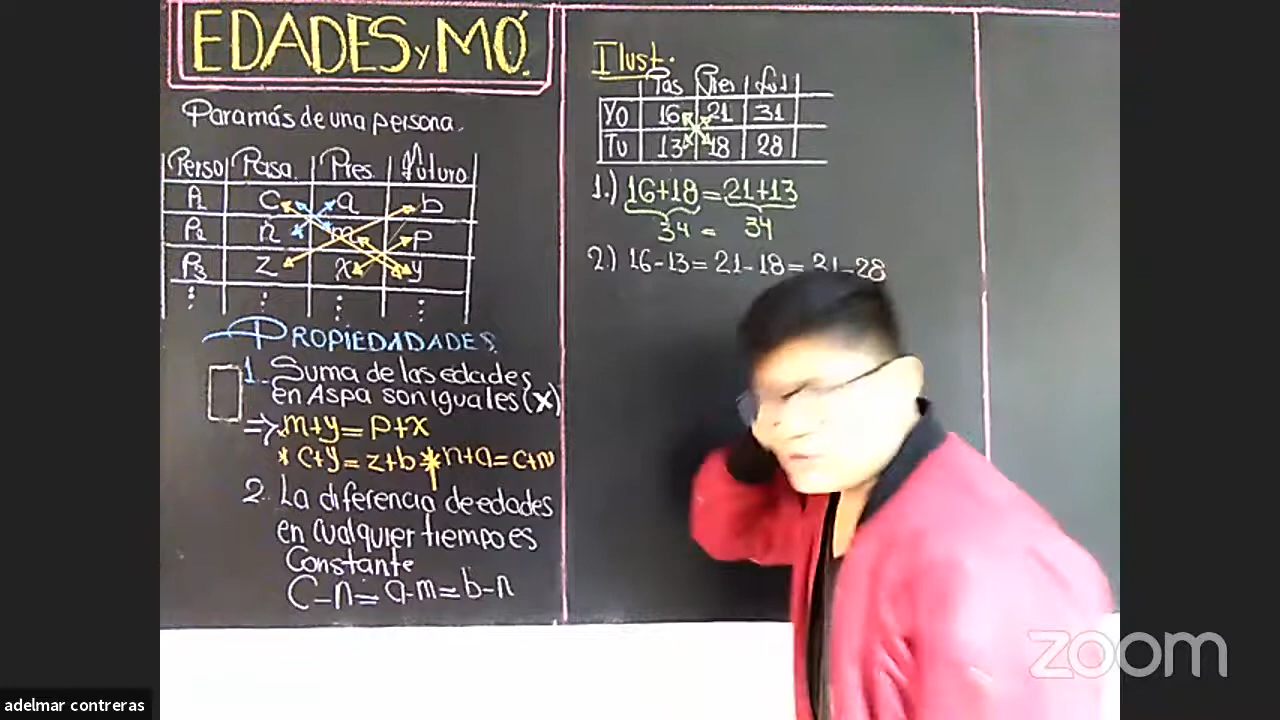 EDADES y MO.
Para más de una persona.
Perso Pasa. Pres. Futuro
P1 c a b
P2 n m p
P3 z x y
PROPIEDADES.
1. Suma de las edades
en Aspa son iguales (x)
⇒ m+y = p+x
* c+y = z+b * n+a = c+m
2. La diferencia de edades
en cualquier tiempo es
Constante
C-n = a-m = b-n
Ilust.
Pas Pres Fut
Yo 16 21 31
Tu 13 18 28
1.) 16+18 = 21+13
34 = 34
2) 16-13 = 21-18 = 31-28
zoom
adelmar contreras